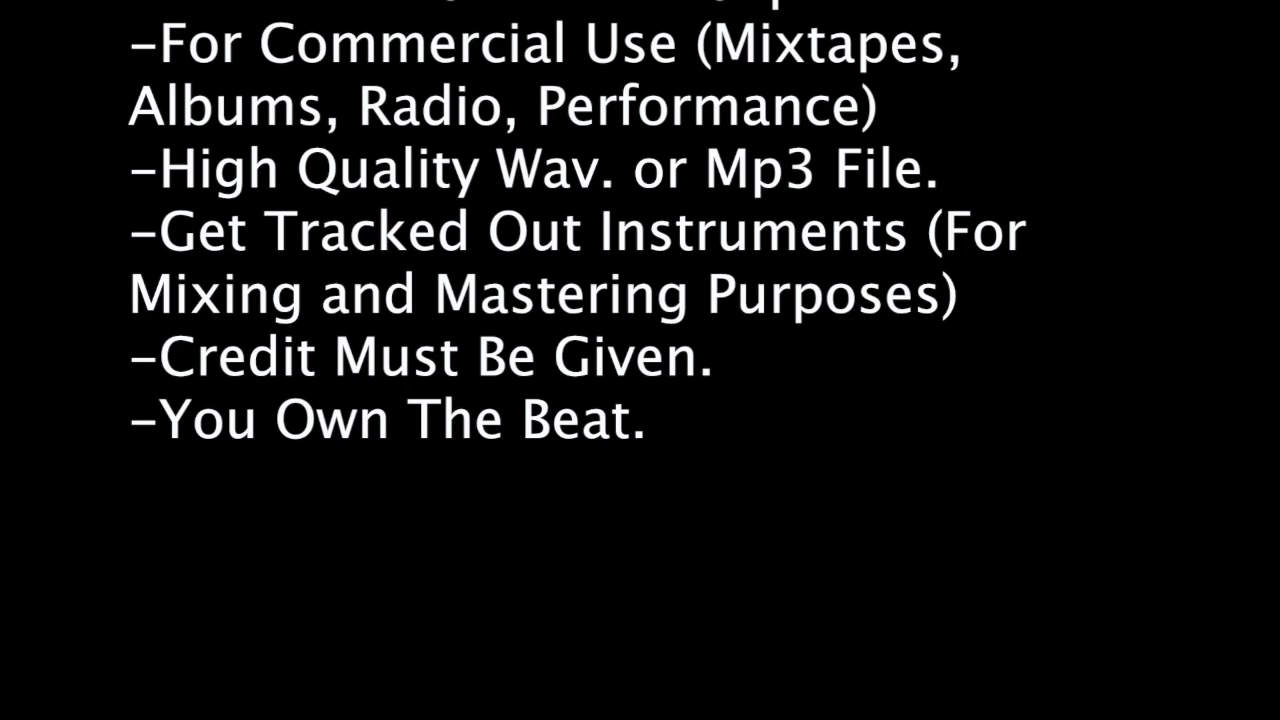 -For Commercial Use (Mixtapes,
Albums, Radio, Performance)
-High Quality Wav. or Mp3 File.
-Get Tracked Out Instruments (For
Mixing and Mastering Purposes)
-Credit Must Be Given.
-You Own The Beat.